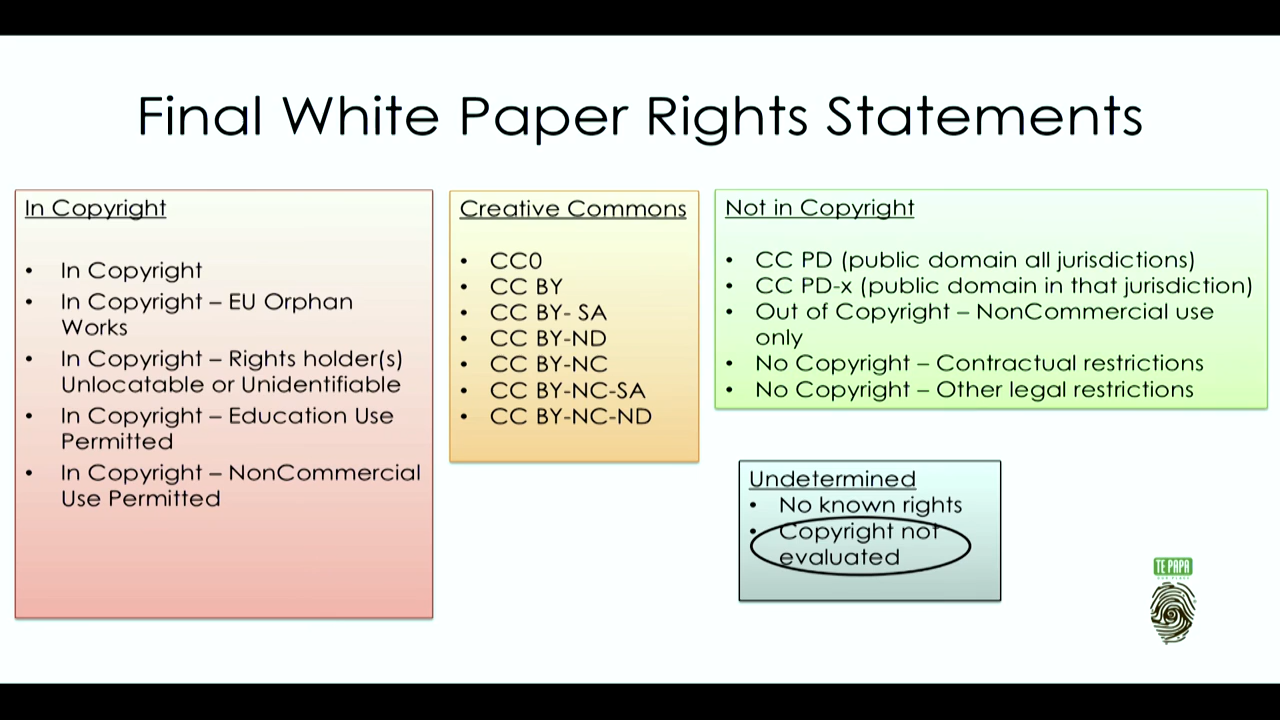 Final White Paper Rights Statements
In Copyright
• In Copyright
• In Copyright – EU Orphan
Works
• In Copyright – Rights holder(s)
Unlocatable or Unidentifiable
• In Copyright – Education Use
Permitted
• In Copyright – NonCommercial
Use Permitted
Creative Commons
• CC0
• CC BY
• CC BY- SA
• CC BY-ND
• CC BY-NC
• CC BY-NC-SA
• CC BY-NC-ND
Not in Copyright
• CC PD (public domain all jurisdictions)
• CC PD-x (public domain in that jurisdiction)
• Out of Copyright – NonCommercial use
only
• No Copyright – Contractual restrictions
• No Copyright – Other legal restrictions
Undetermined
• No known rights
• Copyright not
evaluated
TE PAPA